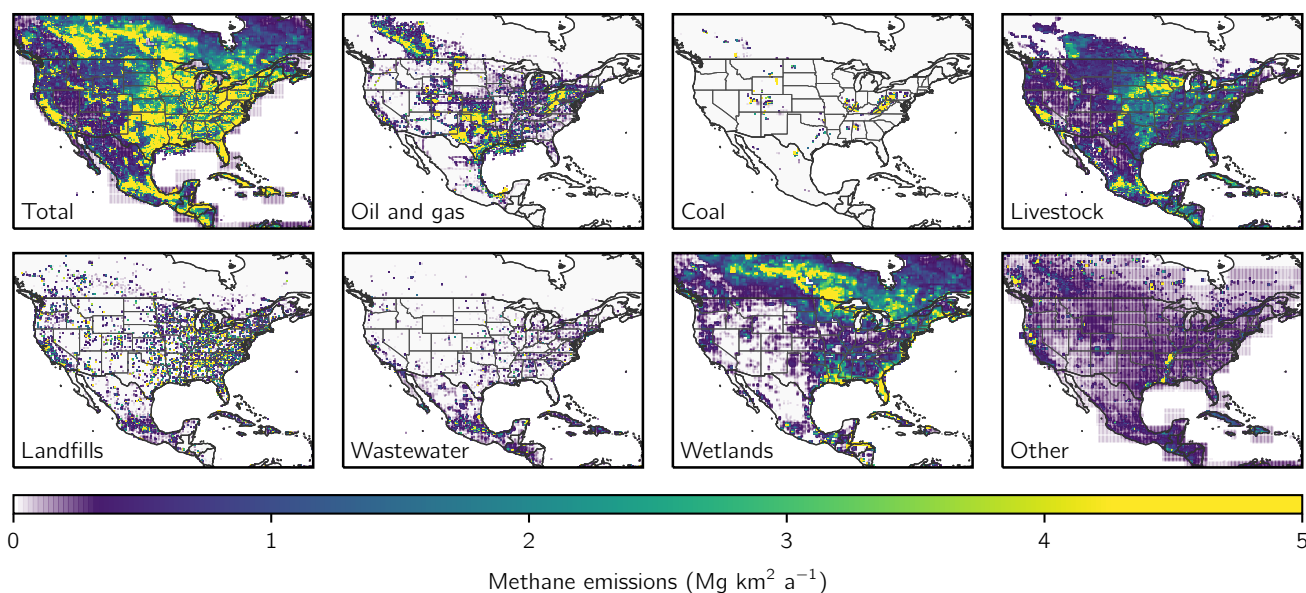 Total
Oil and gas
Coal
Livestock
Landfills
Wastewater
Wetlands
Other
0 1 2 3 4 5
Methane emissions (Mg km² a⁻¹)